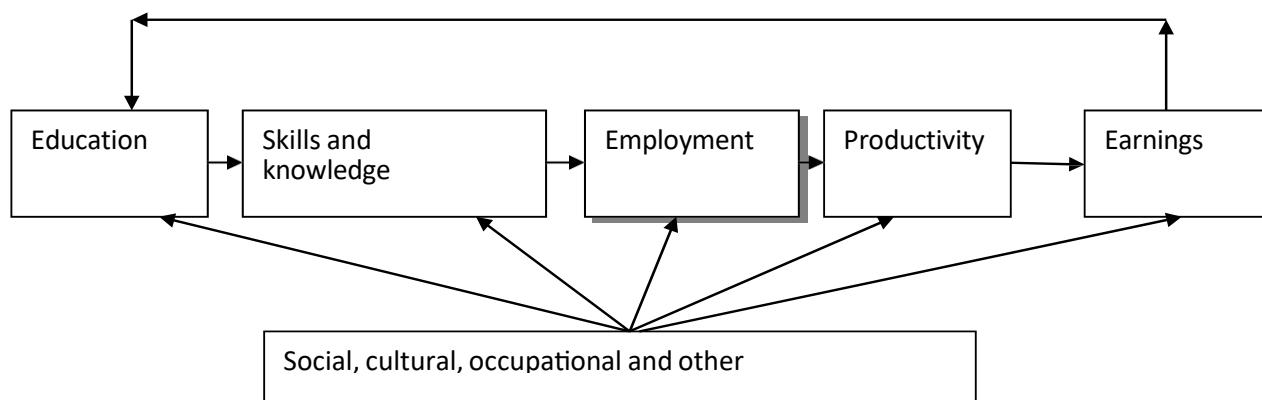 Education
Skills and
knowledge
Employment
Productivity
Earnings
Social, cultural, occupational and other